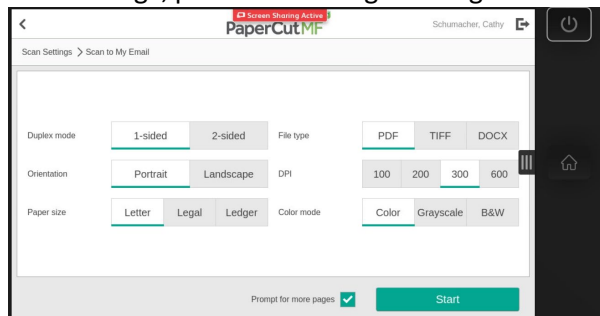 Screen Sharing Active
PaperCutMF
Schumacher, Cathy
Scan Settings > Scan to My Email
Duplex mode 1-sided 2-sided File type PDF TIFF DOCX
Orientation Portrait Landscape DPI 100 200 300 600
Paper size Letter Legal Ledger Color mode Color Grayscale B&W
Prompt for more pages Start